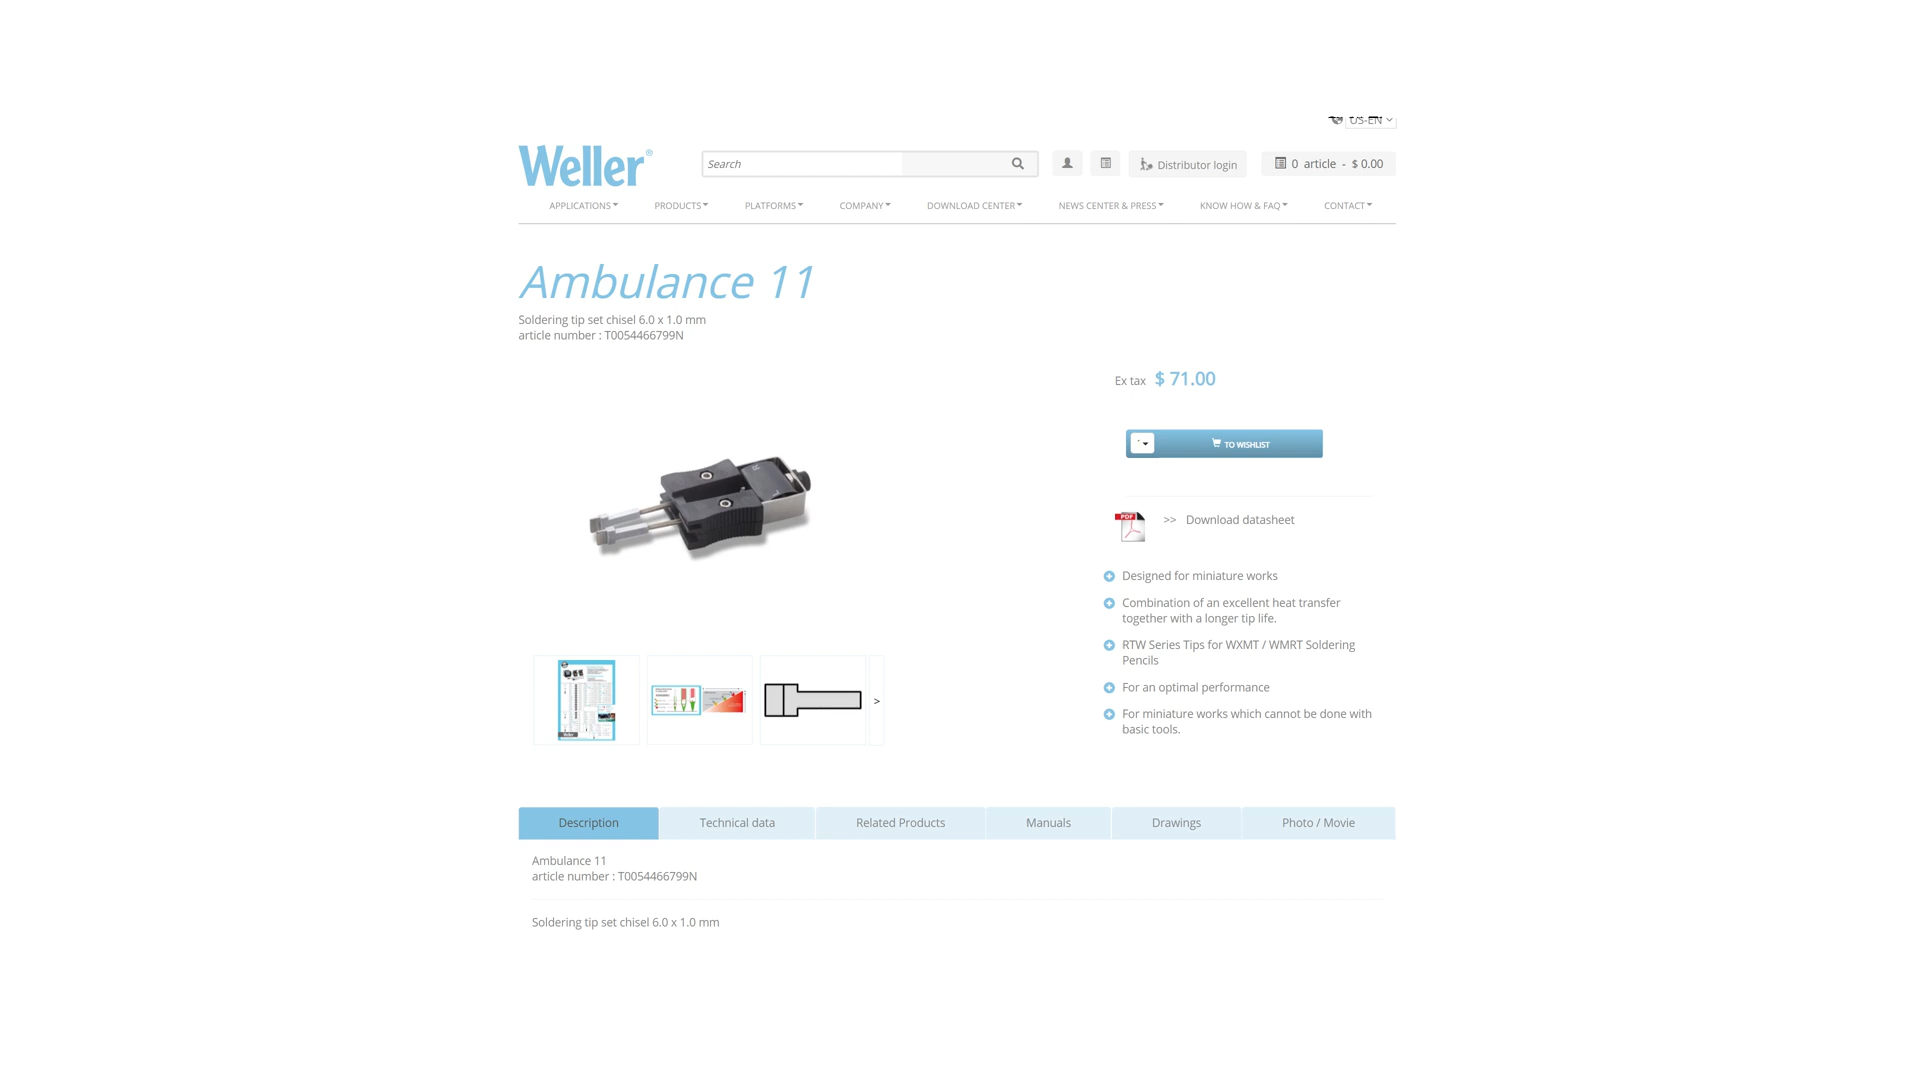 US-EN
Weller®
Search
Distributor login
0 article - $ 0.00
APPLICATIONS
PRODUCTS
PLATFORMS
COMPANY
DOWNLOAD CENTER
NEWS CENTER & PRESS
KNOW HOW & FAQ
CONTACT
Ambulance 11
Soldering tip set chisel 6.0 x 1.0 mm
article number : T0054466799N
Ex tax $ 71.00
TO WISHLIST
PDF
>> Download datasheet
Designed for miniature works
Combination of an excellent heat transfer
together with a longer tip life.
RTW Series Tips for WXMT / WMRT Soldering
Pencils
For an optimal performance
For miniature works which cannot be done with
basic tools.
R
L
Weller
>
Description
Technical data
Related Products
Manuals
Drawings
Photo / Movie
Ambulance 11
article number : T0054466799N
Soldering tip set chisel 6.0 x 1.0 mm